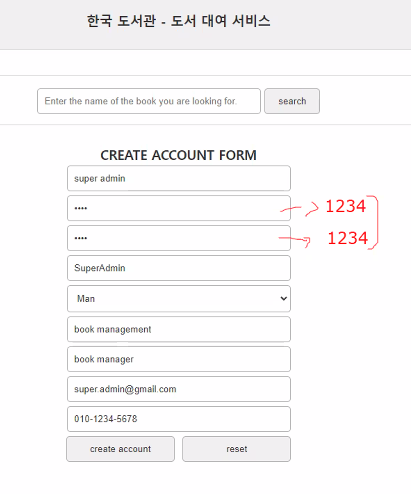 한국 도서관 - 도서 대여 서비스
Enter the name of the book you are looking for. search
CREATE ACCOUNT FORM
super admin
•••• 1234
•••• 1234
SuperAdmin
Man
book management
book manager
super.admin@gmail.com
010-1234-5678
create account reset